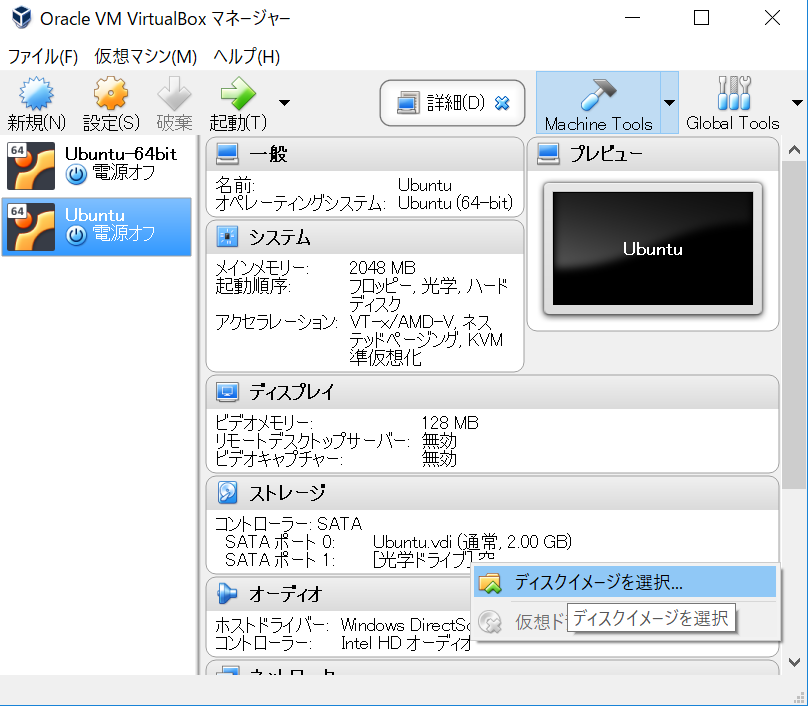 Oracle VM VirtualBox マネージャー
ファイル(F) 仮想マシン(M) ヘルプ(H)
新規(N) 設定(S) 破棄 起動(T) 詳細(D) Machine Tools Global Tools
64 Ubuntu-64bit
電源オフ
64 Ubuntu
電源オフ
一般
名前: Ubuntu
オペレーティングシステム: Ubuntu (64-bit)
システム
メインメモリー: 2048 MB
起動順序: フロッピー, 光学, ハード
ディスク
アクセラレーション: VT-x/AMD-V, ネス
テッドページング, KVM
準仮想化
プレビュー
Ubuntu
ディスプレイ
ビデオメモリー: 128 MB
リモートデスクトップサーバー: 無効
ビデオキャプチャー: 無効
ストレージ
コントローラー: SATA
SATA ポート 0: Ubuntu.vdi (通常, 2.00 GB)
SATA ポート 1: [光学ドライブ] 空
ディスクイメージを選択...
仮想ド
ディスクイメージを選択
オーディオ
ホストドライバー: Windows DirectSo
コントローラー: Intel HD オーディオ